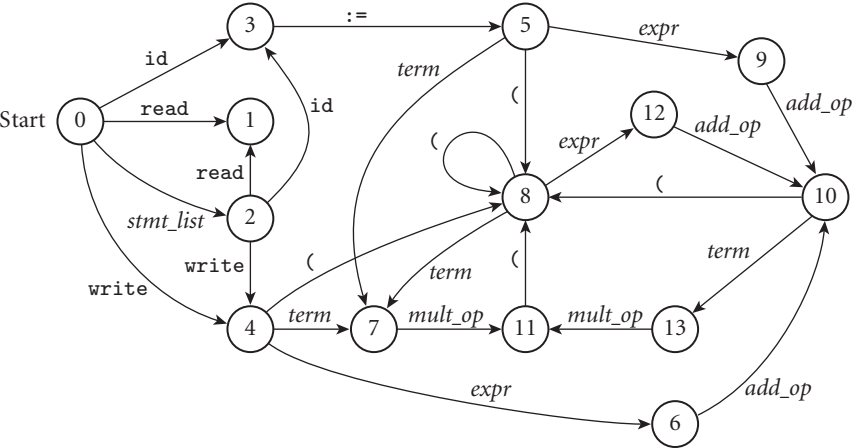 3 := 5 expr 9
id term ( add_op
id
Start 0 read 1 ( expr 12 add_op
read
stmt_list 2 8 ( 10
write ( term ( term
write
4 term 7 mult_op 11 mult_op 13
expr add_op
6